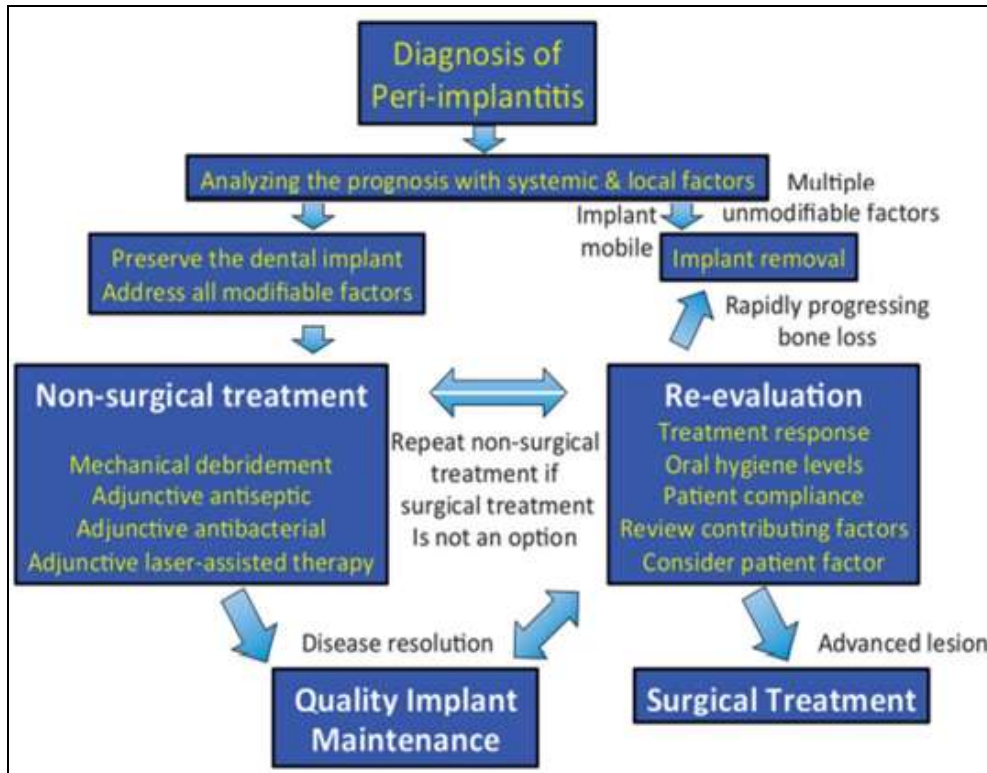 Diagnosis of
Peri-implantitis
Analyzing the prognosis with systemic & local factors
Implant
mobile
Multiple
unmodifiable factors
Preserve the dental implant
Address all modifiable factors
Implant removal
Rapidly progressing
bone loss
Non-surgical treatment
Mechanical debridement
Adjunctive antiseptic
Adjunctive antibacterial
Adjunctive laser-assisted therapy
Repeat non-surgical
treatment if
surgical treatment
Is not an option
Re-evaluation
Treatment response
Oral hygiene levels
Patient compliance
Review contributing factors
Consider patient factor
Disease resolution
Advanced lesion
Quality Implant
Maintenance
Surgical Treatment